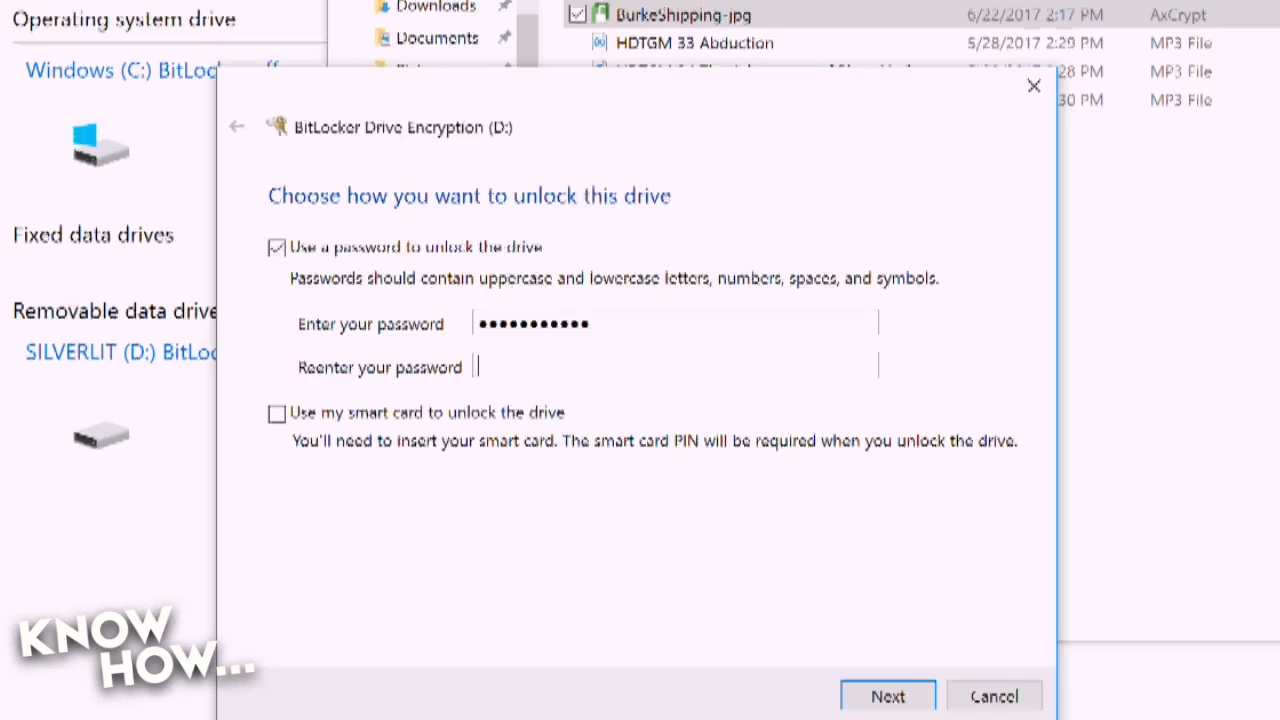 Operating system drive
Windows (C:) BitLoc
Downloads
Documents
BurkeShipping-jpg 6/22/2017 2:17 PM AxCrypt
HDTGM 33 Abduction 5/28/2017 2:29 PM MP3 File
28 PM MP3 File
30 PM MP3 File
BitLocker Drive Encryption (D:)
Choose how you want to unlock this drive
Use a password to unlock the drive
Passwords should contain uppercase and lowercase letters, numbers, spaces, and symbols.
Enter your password •••••••••••
Reenter your password
Use my smart card to unlock the drive
You'll need to insert your smart card. The smart card PIN will be required when you unlock the drive.
Fixed data drives
Removable data drive
SILVERLIT (D:) BitLoc
KNOW
HOW...
Next
Cancel